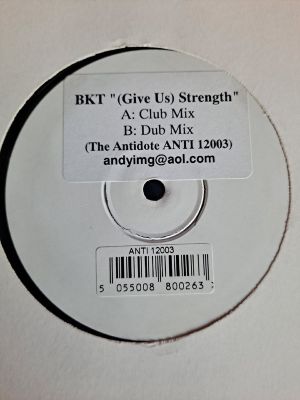 BKT "(Give Us) Strength"
A: Club Mix
B: Dub Mix
(The Antidote ANTI 12003)
andyimg@aol.com
ANTI 12003
5 055008 800263